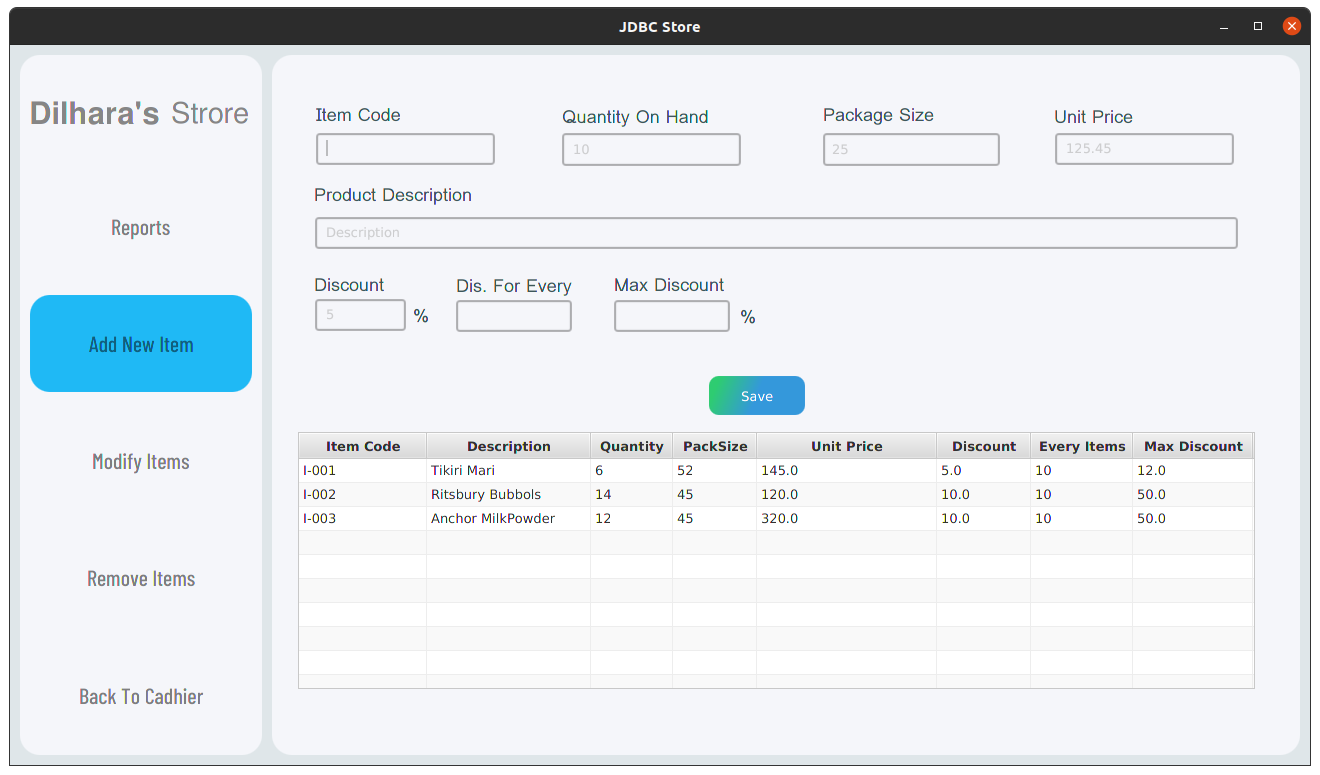 JDBC Store
Dilhara's Strore
Reports
Add New Item
Modify Items
Remove Items
Back To Cadhier
Item Code Quantity On Hand Package Size Unit Price
10 25 125.45
Product Description
Description
Discount Dis. For Every Max Discount
5 % %
Save
Item Code Description Quantity PackSize Unit Price Discount Every Items Max Discount
I-001 Tikiri Mari 6 52 145.0 5.0 10 12.0
I-002 Ritsbury Bubbols 14 45 120.0 10.0 10 50.0
I-003 Anchor MilkPowder 12 45 320.0 10.0 10 50.0